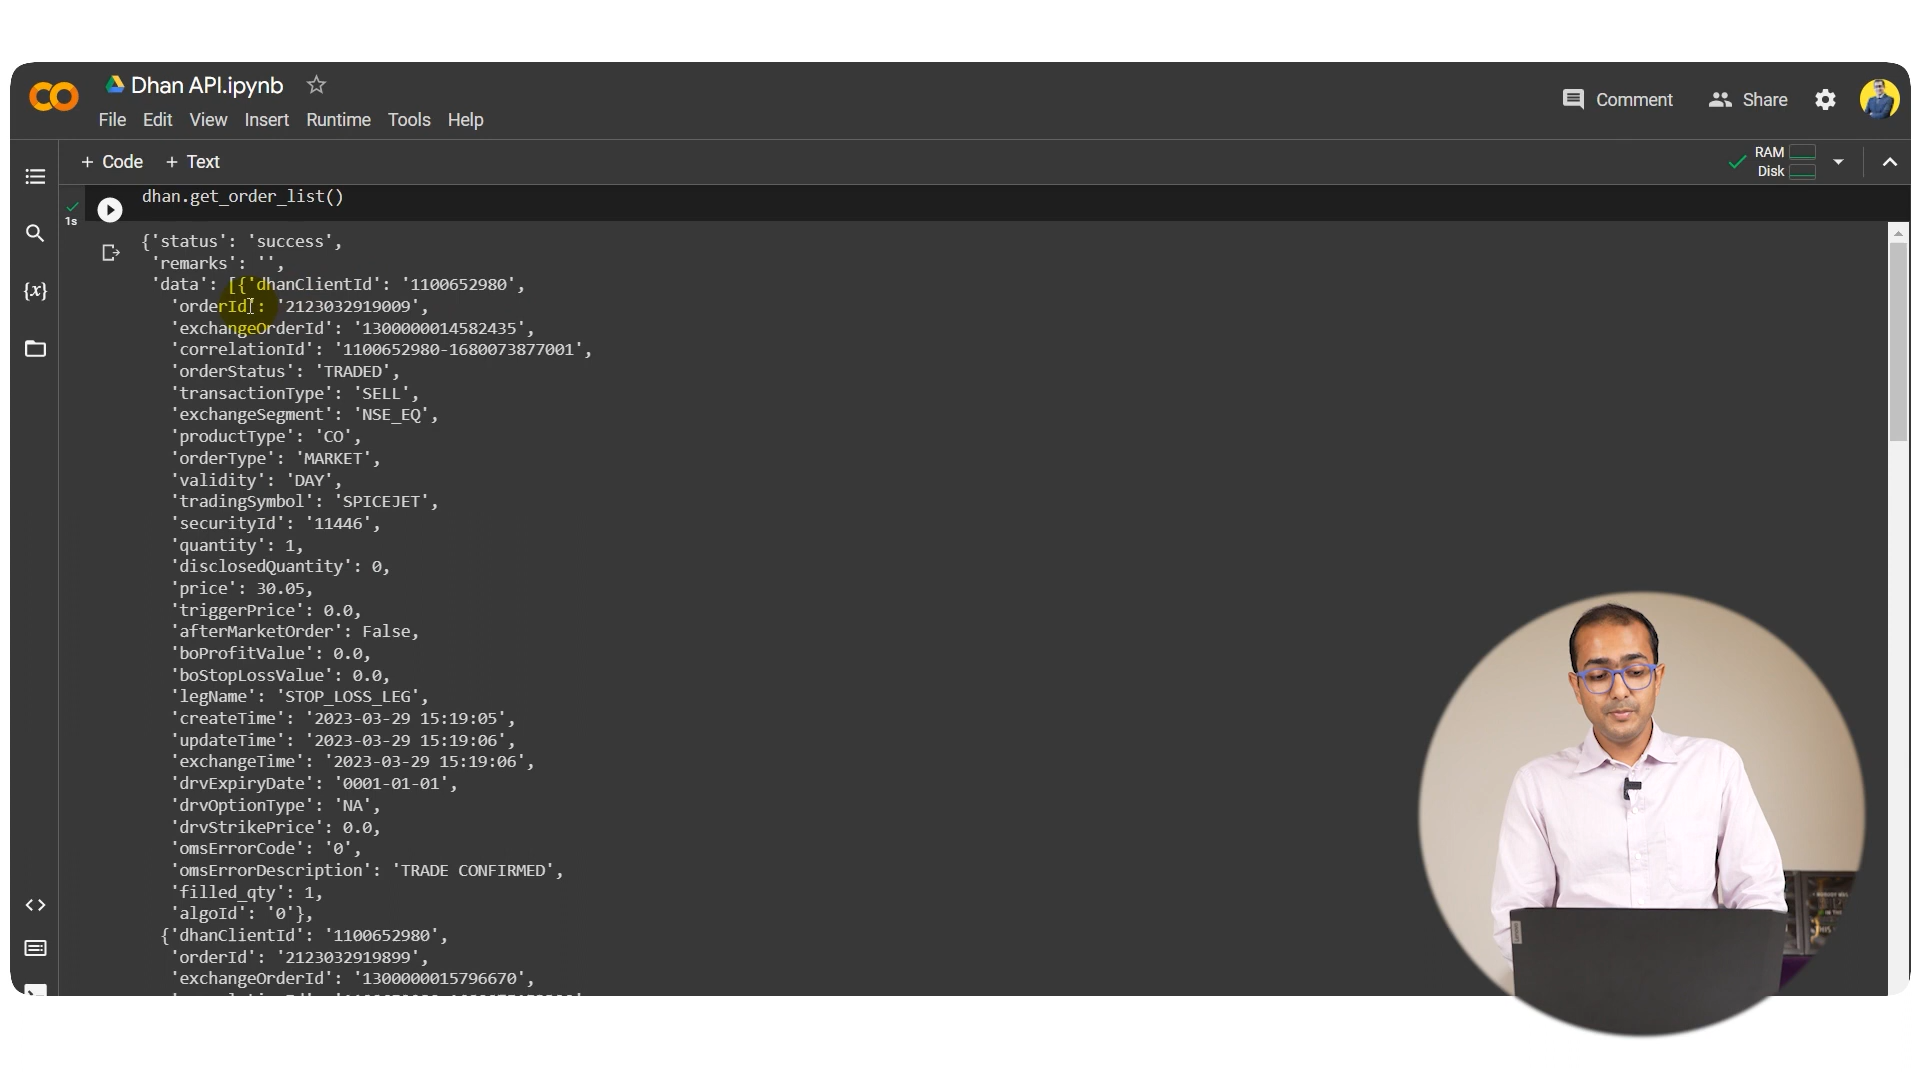 Dhan API.ipynb
File Edit View Insert Runtime Tools Help
Comment
Share
+ Code + Text
RAM
Disk
dhan.get_order_list()
1s
{'status': 'success',
'remarks': '',
'data': [{'dhanClientId': '1100652980',
'orderId': '2123032919009',
'exchangeOrderId': '1300000014582435',
'correlationId': '1100652980-1680073877001',
'orderStatus': 'TRADED',
'transactionType': 'SELL',
'exchangeSegment': 'NSE_EQ',
'productType': 'CO',
'orderType': 'MARKET',
'validity': 'DAY',
'tradingSymbol': 'SPICEJET',
'securityId': '11446',
'quantity': 1,
'disclosedQuantity': 0,
'price': 30.05,
'triggerPrice': 0.0,
'afterMarketOrder': False,
'boProfitValue': 0.0,
'boStopLossValue': 0.0,
'legName': 'STOP_LOSS_LEG',
'createTime': '2023-03-29 15:19:05',
'updateTime': '2023-03-29 15:19:06',
'exchangeTime': '2023-03-29 15:19:06',
'drvExpiryDate': '0001-01-01',
'drvOptionType': 'NA',
'drvStrikePrice': 0.0,
'omsErrorCode': '0',
'omsErrorDescription': 'TRADE CONFIRMED',
'filled_qty': 1,
'algoId': '0'},
{'dhanClientId': '1100652980',
'orderId': '2123032919899',
'exchangeOrderId': '1300000015796670',